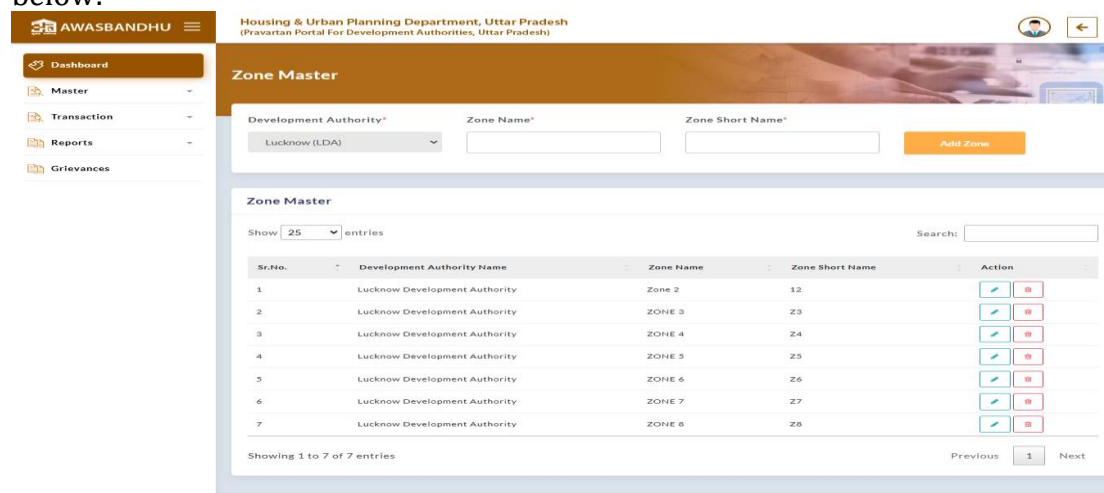 below.
AWASBANDHU
Housing & Urban Planning Department, Uttar Pradesh
(Pravartan Portal For Development Authorities, Uttar Pradesh)
Dashboard
Master
Transaction
Reports
Grievances
Zone Master
Development Authority* Zone Name* Zone Short Name*
Lucknow (LDA) Add Zone
Zone Master
Show 25 entries Search:
Sr.No. Development Authority Name Zone Name Zone Short Name Action
1 Lucknow Development Authority Zone 2 12
2 Lucknow Development Authority ZONE 3 Z3
3 Lucknow Development Authority ZONE 4 Z4
4 Lucknow Development Authority ZONE 5 Z5
5 Lucknow Development Authority ZONE 6 Z6
6 Lucknow Development Authority ZONE 7 Z7
7 Lucknow Development Authority ZONE 8 Z8
Showing 1 to 7 of 7 entries Previous 1 Next